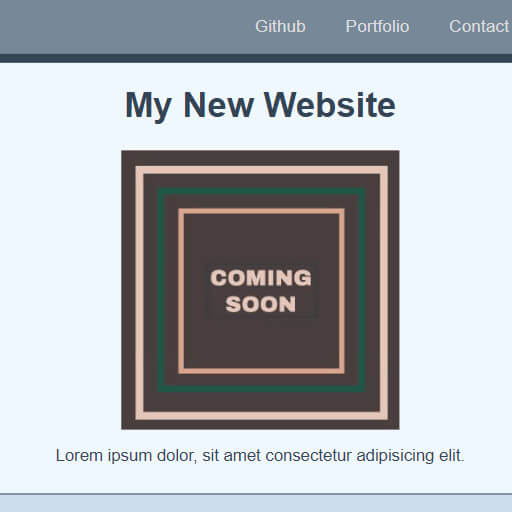 Github Portfolio Contact
My New Website
COMING
SOON
Lorem ipsum dolor, sit amet consectetur adipisicing elit.